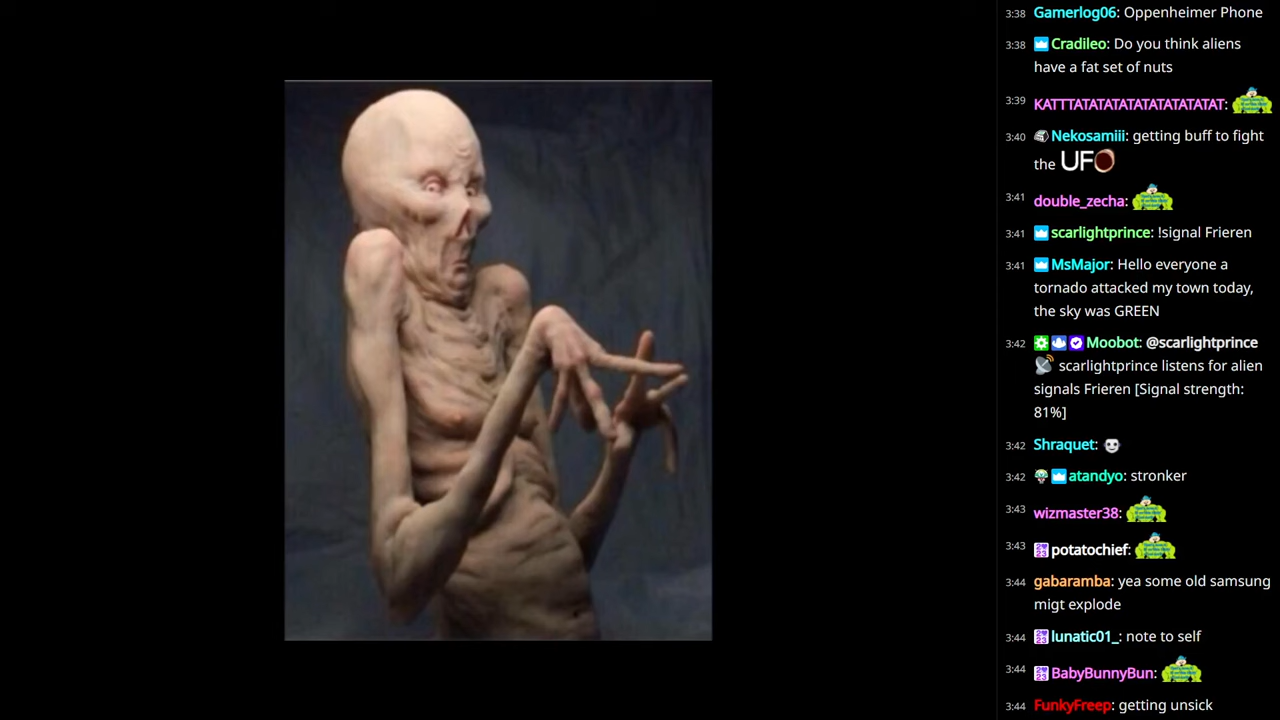 3:38 Gamerlog06: Oppenheimer Phone
3:38 Cradileo: Do you think aliens
have a fat set of nuts
3:39 KATTTATATATATATATATATAT:
3:40 Nekosamiii: getting buff to fight
the UFO
3:41 double_zecha:
3:41 scarlightprince: !signal Frieren
3:41 MsMajor: Hello everyone a
tornado attacked my town today,
the sky was GREEN
3:42 Moobot: @scarlightprince
scarlightprince listens for alien
signals Frieren [Signal strength:
81%]
3:42 Shraquet:
3:42 atandyo: stronker
3:43 wizmaster38:
3:43 potatochief:
3:44 gabaramba: yea some old samsung
migt explode
3:44 lunatic01_: note to self
3:44 BabyBunnyBun:
3:44 FunkyFreep: getting unsick